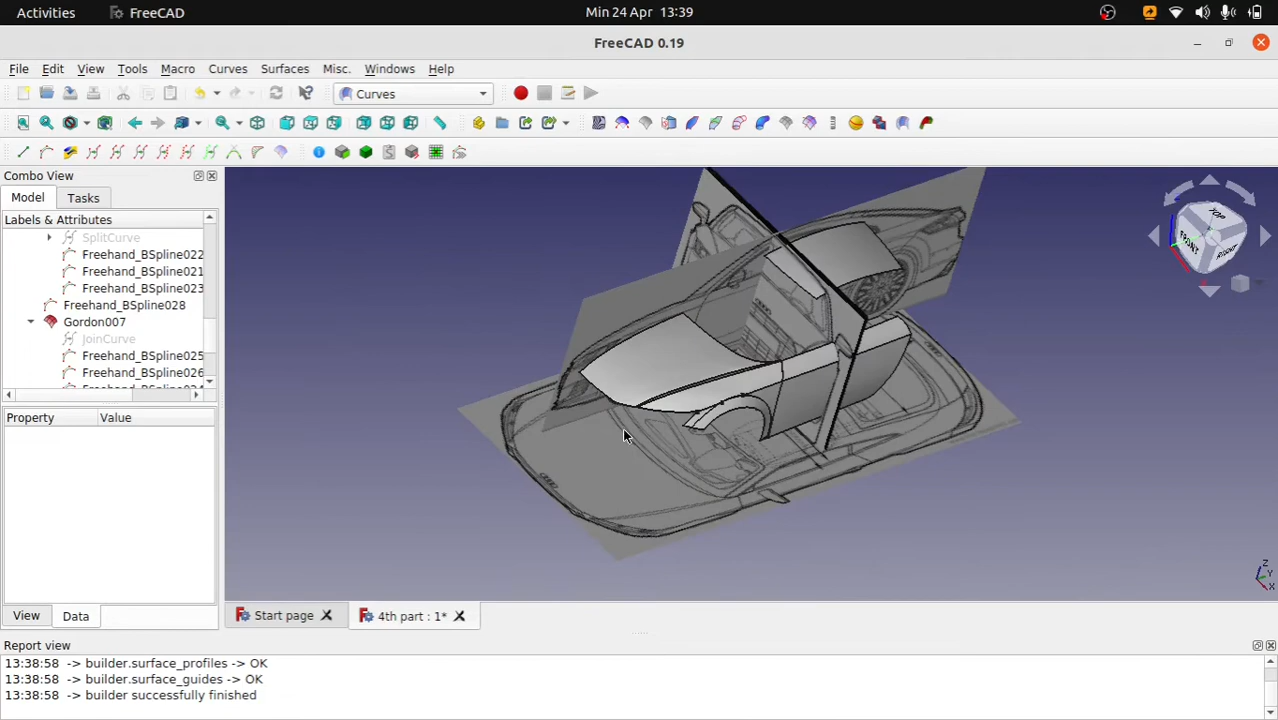 Activities FreeCAD Min 24 Apr 13:39
FreeCAD 0.19
File Edit View Tools Macro Curves Surfaces Misc. Windows Help
Curves
Combo View
Model Tasks
Labels & Attributes
SplitCurve
Freehand_BSpline022
Freehand_BSpline021
Freehand_BSpline023
Freehand_BSpline028
Gordon007
JoinCurve
Freehand_BSpline025
Freehand_BSpline026
Property Value
TOP
FRONT
RIGHT
Z
Y
X
View Data
Start page 4th part : 1*
Report view
13:38:58 -> builder.surface_profiles -> OK
13:38:58 -> builder.surface_guides -> OK
13:38:58 -> builder successfully finished